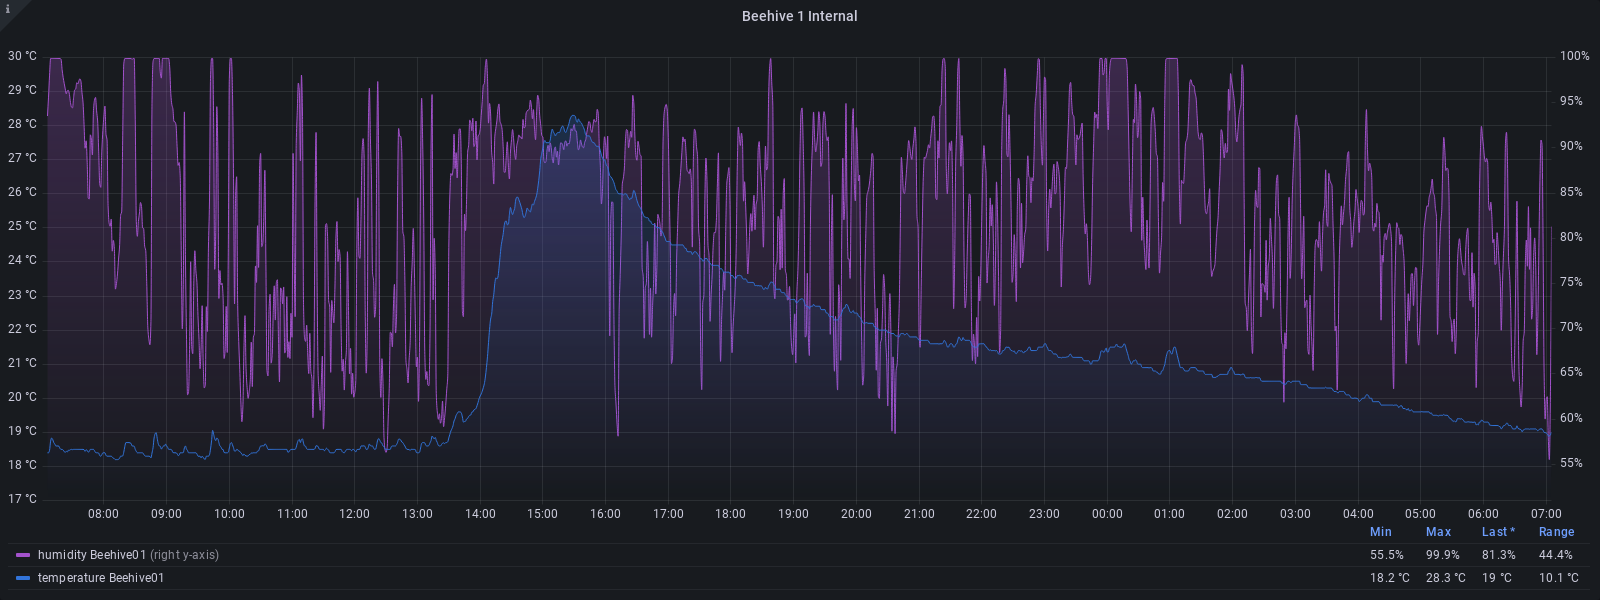 i
Beehive 1 Internal
30 °C 100%
29 °C 95%
28 °C 90%
27 °C 85%
26 °C 80%
25 °C 75%
24 °C 70%
23 °C 65%
22 °C 60%
21 °C 55%
20 °C
19 °C
18 °C
17 °C
08:00 09:00 10:00 11:00 12:00 13:00 14:00 15:00 16:00 17:00 18:00 19:00 20:00 21:00 22:00 23:00 00:00 01:00 02:00 03:00 04:00 05:00 06:00 07:00
Min Max Last * Range
humidity Beehive01 (right y-axis) 55.5% 99.9% 81.3% 44.4%
temperature Beehive01 18.2 °C 28.3 °C 19 °C 10.1 °C